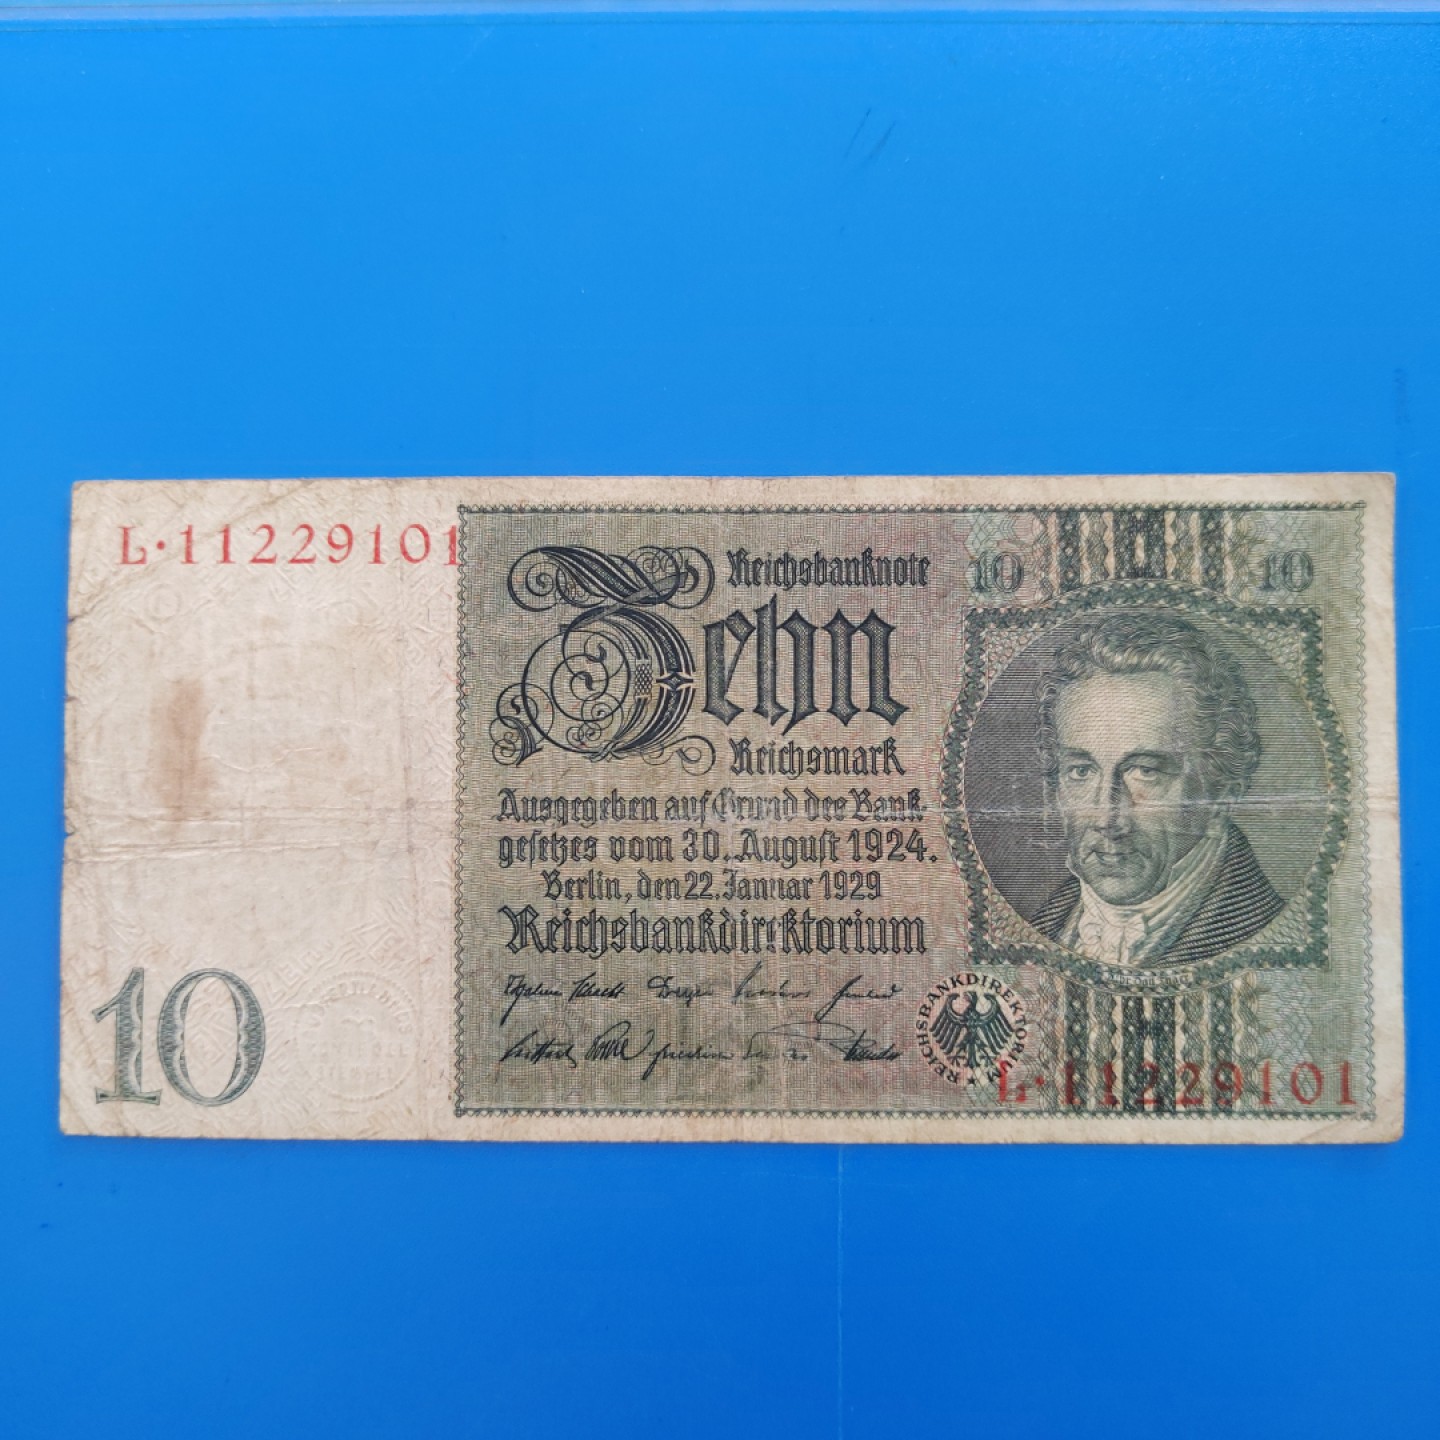 L·11229101
Reichsbanknote
10 10
Zehn
Reichsmark
Ausgegeben auf Grund des Bank-
gesetzes vom 30. August 1924.
Berlin, den 22. Januar 1929
Reichsbankdirektorium
REICHSBANKDIREKTORIUM
10
L·11229101